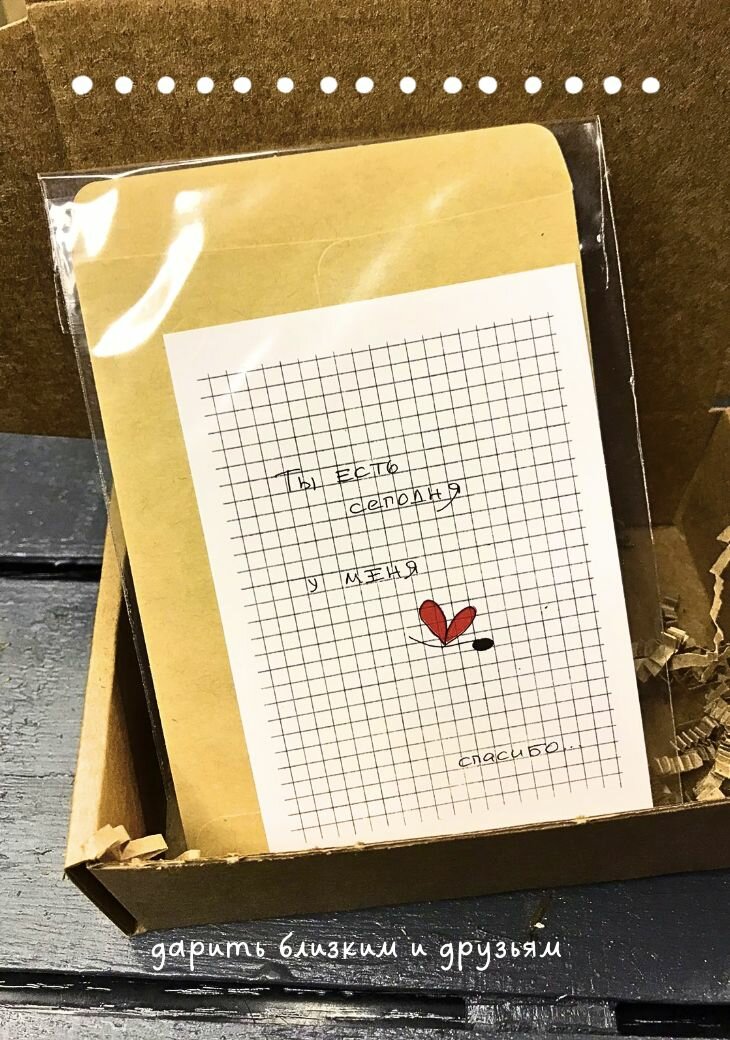 Ты есть
сегодня
у меня
спасибо...
дарить близким и друзьям